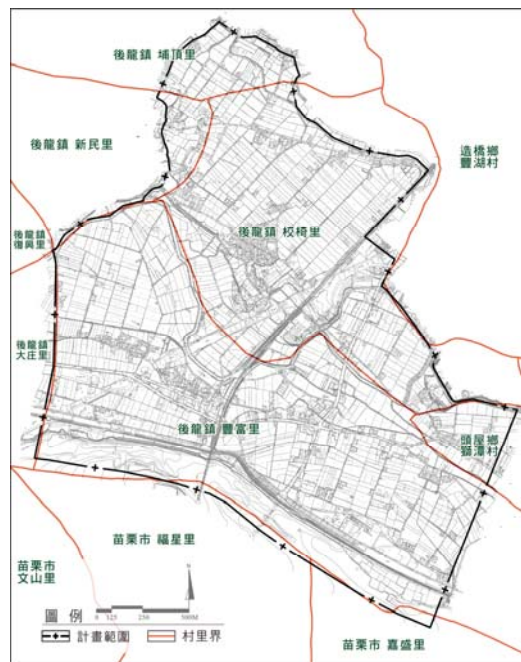 後龍鎮 埔頂里
後龍鎮 新民里
造橋鄉
豐湖村
後龍鎮 校椅里
後龍鎮
復興里
後龍鎮
大庄里
後龍鎮 豐富里
頭屋鄉
獅潭村
苗栗市 福星里
苗栗市
文山里
N
圖 例
0 125 250 500M
計畫範圍 村里界
苗栗市 嘉盛里